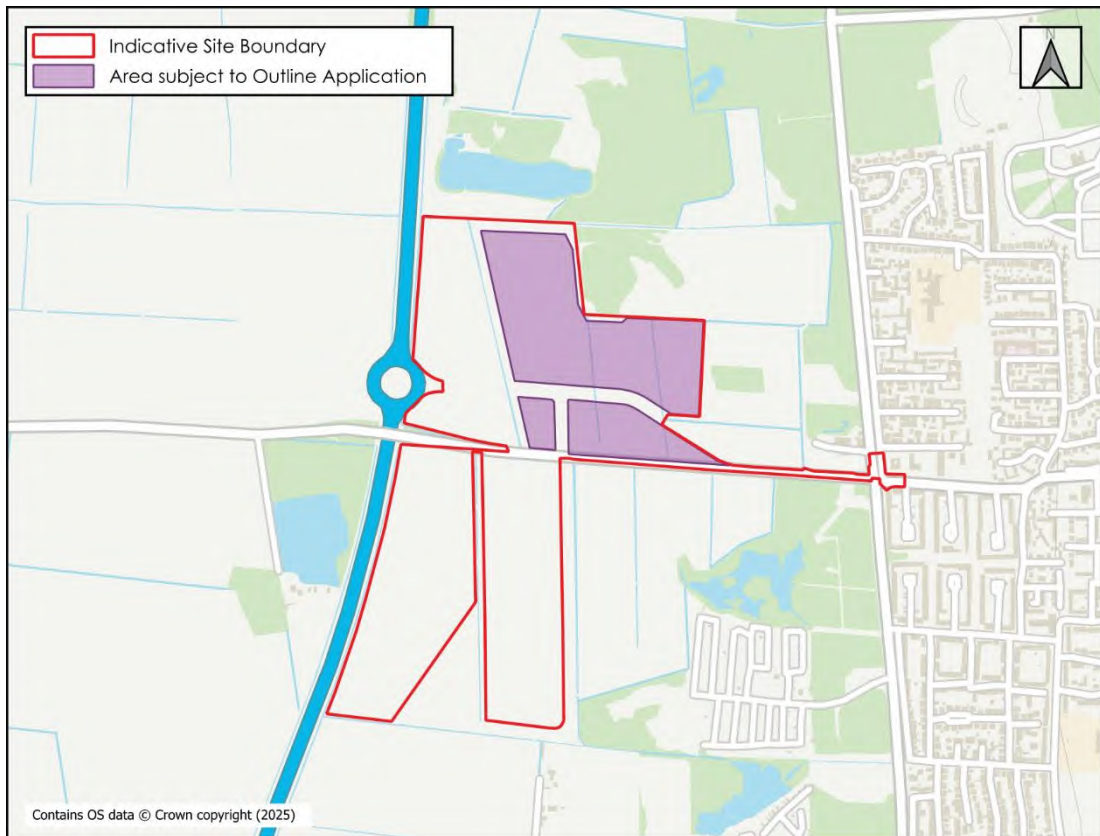 Indicative Site Boundary
Area subject to Outline Application
N
Contains OS data © Crown copyright (2025)